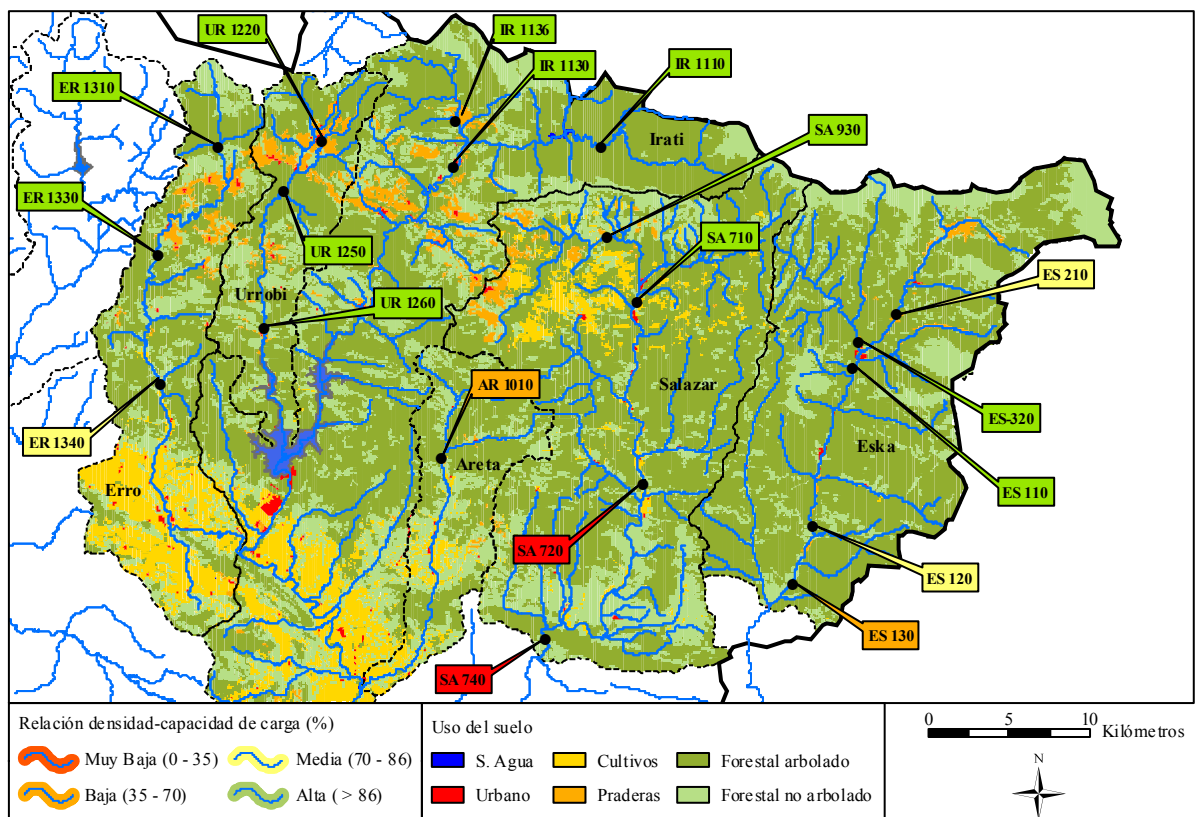 UR 1220
IR 1136
IR 1130
IR 1110
ER 1310
SA 930
Irati
ER 1330
SA 710
UR 1250
ES 210
Urrobi
UR 1260
AR 1010
Salazar
ER 1340
ES-320
Areta
Eska
Erro
ES 110
SA 720
ES 120
ES 130
SA 740
Relación densidad-capacidad de carga (%)
Muy Baja (0 - 35)
Media (70 - 86)
Baja (35 - 70)
Alta ( > 86)
Uso del suelo
S. Agua
Cultivos
Forestal arbolado
Urbano
Praderas
Forestal no arbolado
0 5 10
Kilómetros
N